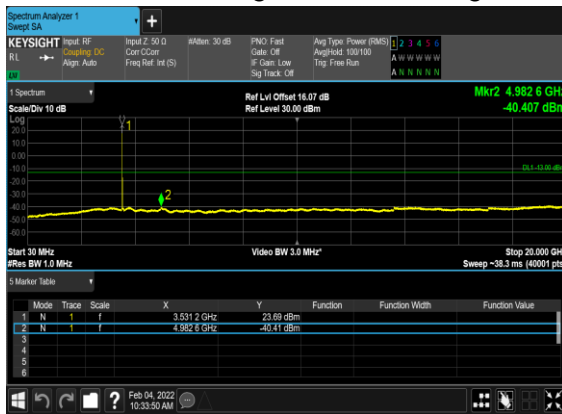 Spectrum Analyzer 1
Swept SA
KEYSIGHT Input: RF Input Z: 50 Ω #Atten: 30 dB PNO: Fast Avg Type: Power (RMS) 1 2 3 4 5 6
RL Coupling: DC Corr CCorr Gate: Off Avg|Hold: 100/100 A W W W W W
Align: Auto Freq Ref: Int (S) IF Gain: Low Trig: Free Run A N N N N N
Sig Track: Off
1 Spectrum Ref Lvl Offset 16.07 dB Mkr2 4.982 6 GHz
Scale/Div 10 dB Ref Level 30.00 dBm -40.407 dBm
Log
1
20.0
10.0
0.00
-10.0 DL1 -13.00 dBm
-20.0
-30.0
2
-40.0
-50.0
-60.0
Start 30 MHz Video BW 3.0 MHz* Stop 20.000 GHz
#Res BW 1.0 MHz Sweep ~38.3 ms (40001 pts)
5 Marker Table
Mode Trace Scale X Y Function Function Width Function Value
1 N 1 f 3.531 2 GHz 23.69 dBm
2 N 1 f 4.982 6 GHz -40.41 dBm
3
4
5
6
? Feb 04, 2022
10:33:50 AM